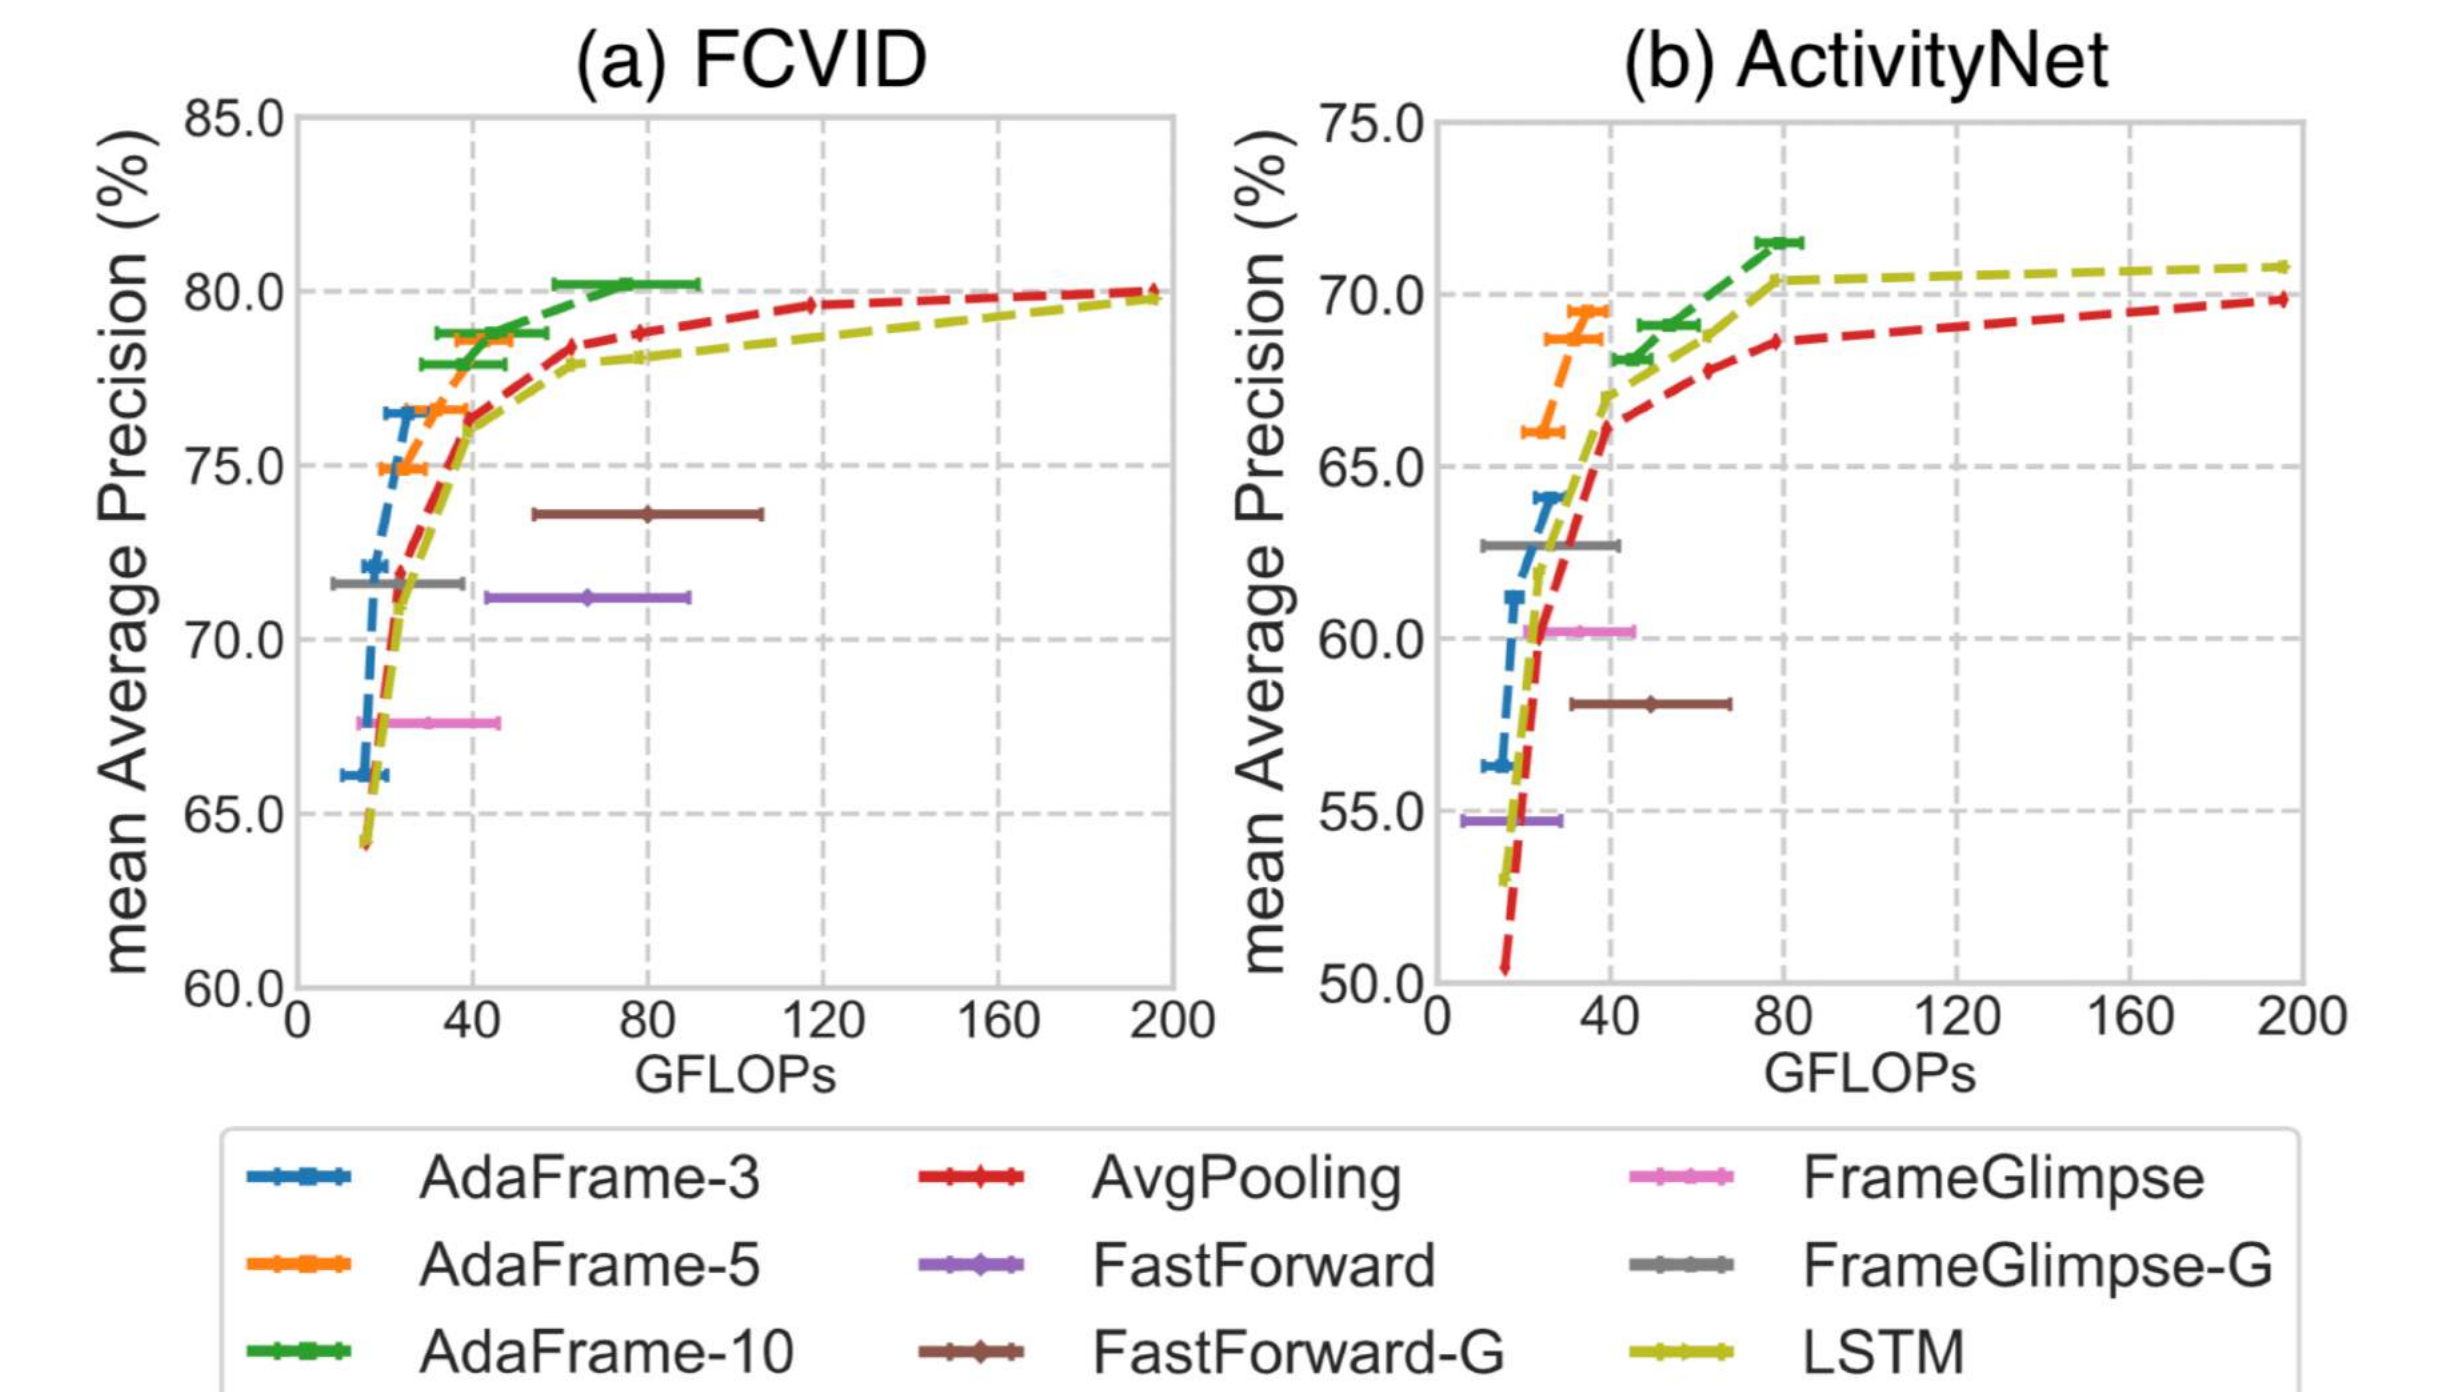 (a) FCVID
mean Average Precision (%)
85.0
80.0
75.0
70.0
65.0
60.0
0 40 80 120 160 200
GFLOPs
(b) ActivityNet
mean Average Precision (%)
75.0
70.0
65.0
60.0
55.0
50.0
0 40 80 120 160 200
GFLOPs
AdaFrame-3 AvgPooling FrameGlimpse
AdaFrame-5 FastForward FrameGlimpse-G
AdaFrame-10 FastForward-G LSTM